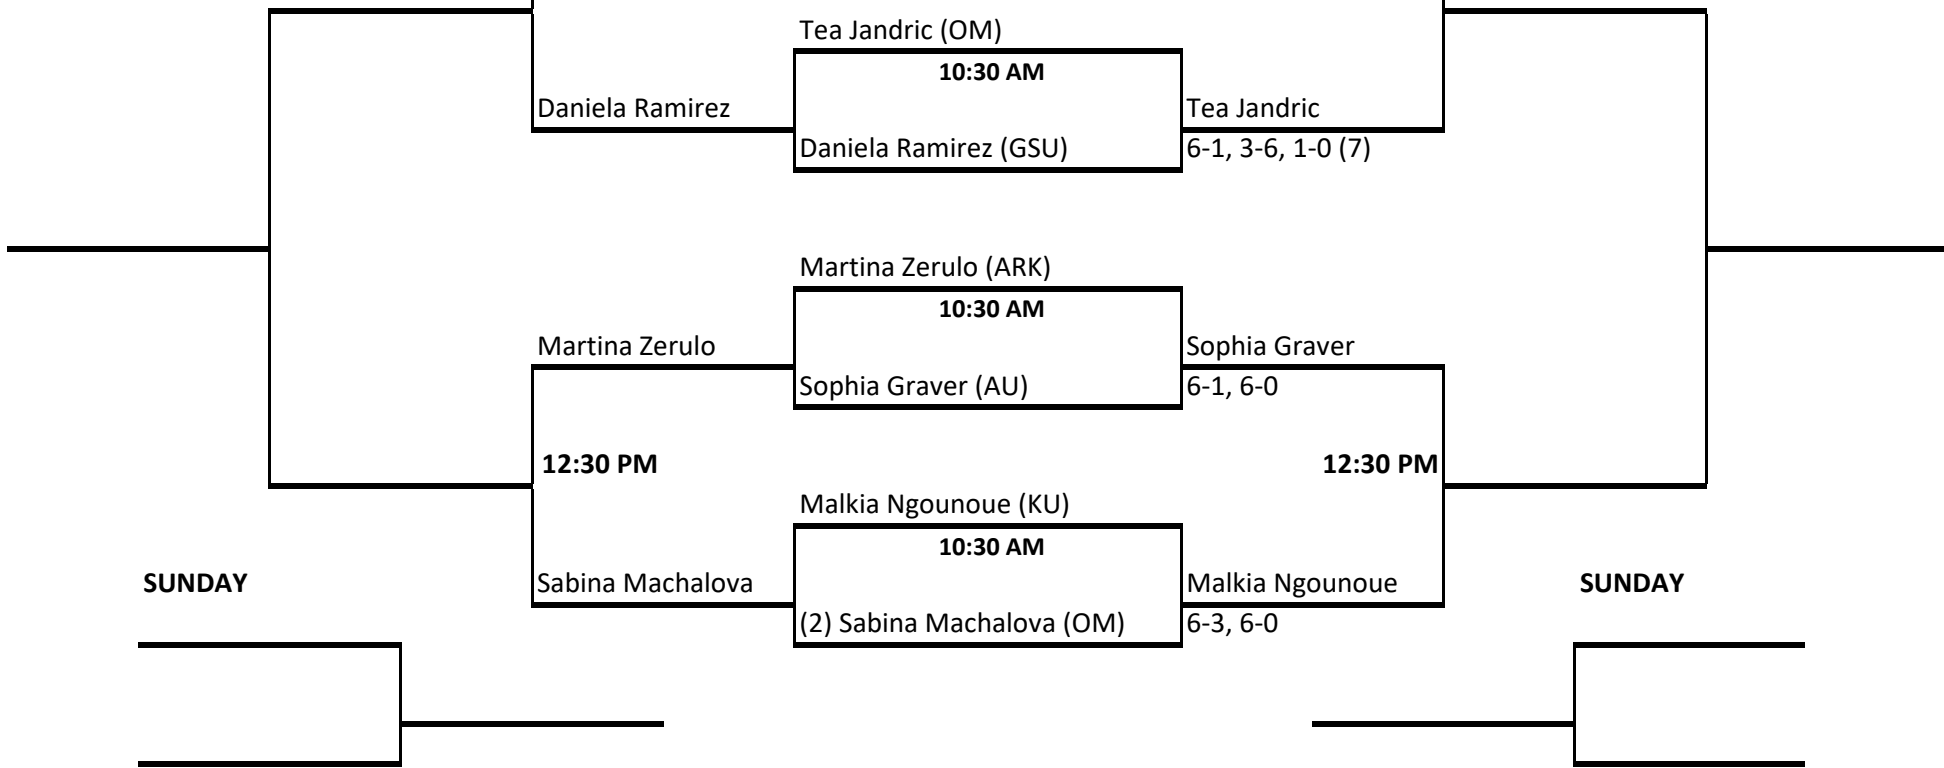 Tea Jandric (OM)
10:30 AM
Daniela Ramirez
Tea Jandric
Daniela Ramirez (GSU)
6-1, 3-6, 1-0 (7)
Martina Zerulo (ARK)
10:30 AM
Martina Zerulo
Sophia Graver
Sophia Graver (AU)
6-1, 6-0
12:30 PM
12:30 PM
Malkia Ngounoue (KU)
10:30 AM
SUNDAY
Sabina Machalova
Malkia Ngounoue
SUNDAY
(2) Sabina Machalova (OM)
6-3, 6-0